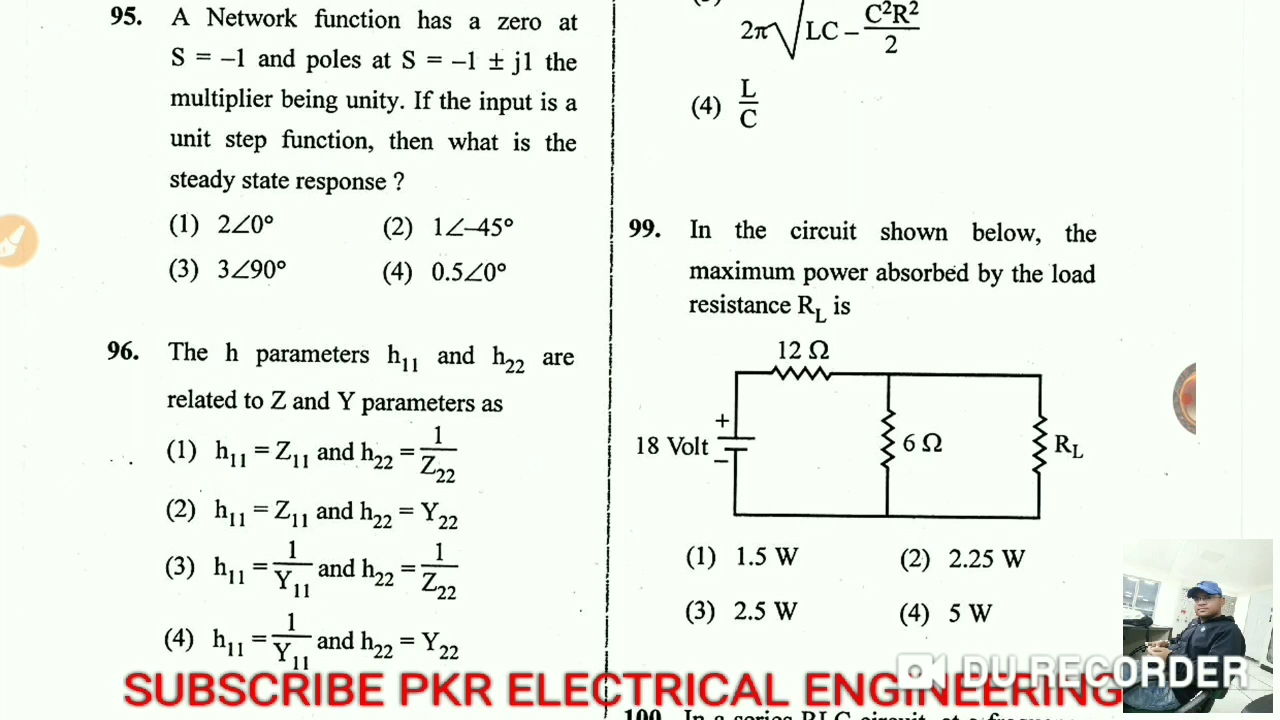 95. A Network function has a zero at
S = –1 and poles at S = –1 ± j1 the
multiplier being unity. If the input is a
unit step function, then what is the
steady state response ?
(1) 2∠0° (2) 1∠–45°
(3) 3∠90° (4) 0.5∠0°
96. The h parameters h₁₁ and h₂₂ are
related to Z and Y parameters as
(1) h₁₁ = Z₁₁ and h₂₂ = 1/Z₂₂
(2) h₁₁ = Z₁₁ and h₂₂ = Y₂₂
(3) h₁₁ = 1/Y₁₁ and h₂₂ = 1/Z₂₂
(4) h₁₁ = 1/Y₁₁ and h₂₂ = Y₂₂
2π√(LC – C²R²/2)
(4) L/C
99. In the circuit shown below, the
maximum power absorbed by the load
resistance R_L is
12 Ω
+
18 Volt
–
6 Ω
R_L
(1) 1.5 W (2) 2.25 W
(3) 2.5 W (4) 5 W
DU RECORDER
SUBSCRIBE PKR ELECTRICAL ENGINEERING